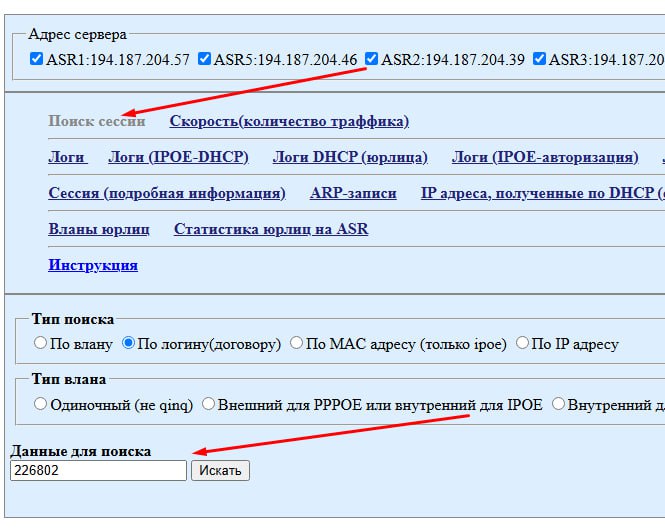 Адрес сервера
ASR1:194.187.204.57 ASR5:194.187.204.46 ASR2:194.187.204.39 ASR3:194.187.20
Поиск сессии Скорость(количество траффика)
Логи Логи (IPOE-DHCP) Логи DHCP (юрлица) Логи (IPOE-авторизация)
Сессия (подробная информация) ARP-записи IP адреса, полученные по DHCP (
Вланы юрлиц Статистика юрлиц на ASR
Инструкция
Тип поиска
По влану По логину(договору) По MAC адресу (только ipoe) По IP адресу
Тип влана
Одиночный (не qinq) Внешний для PPPOE или внутренний для IPOE Внутренний д
Данные для поиска
226802 Искать